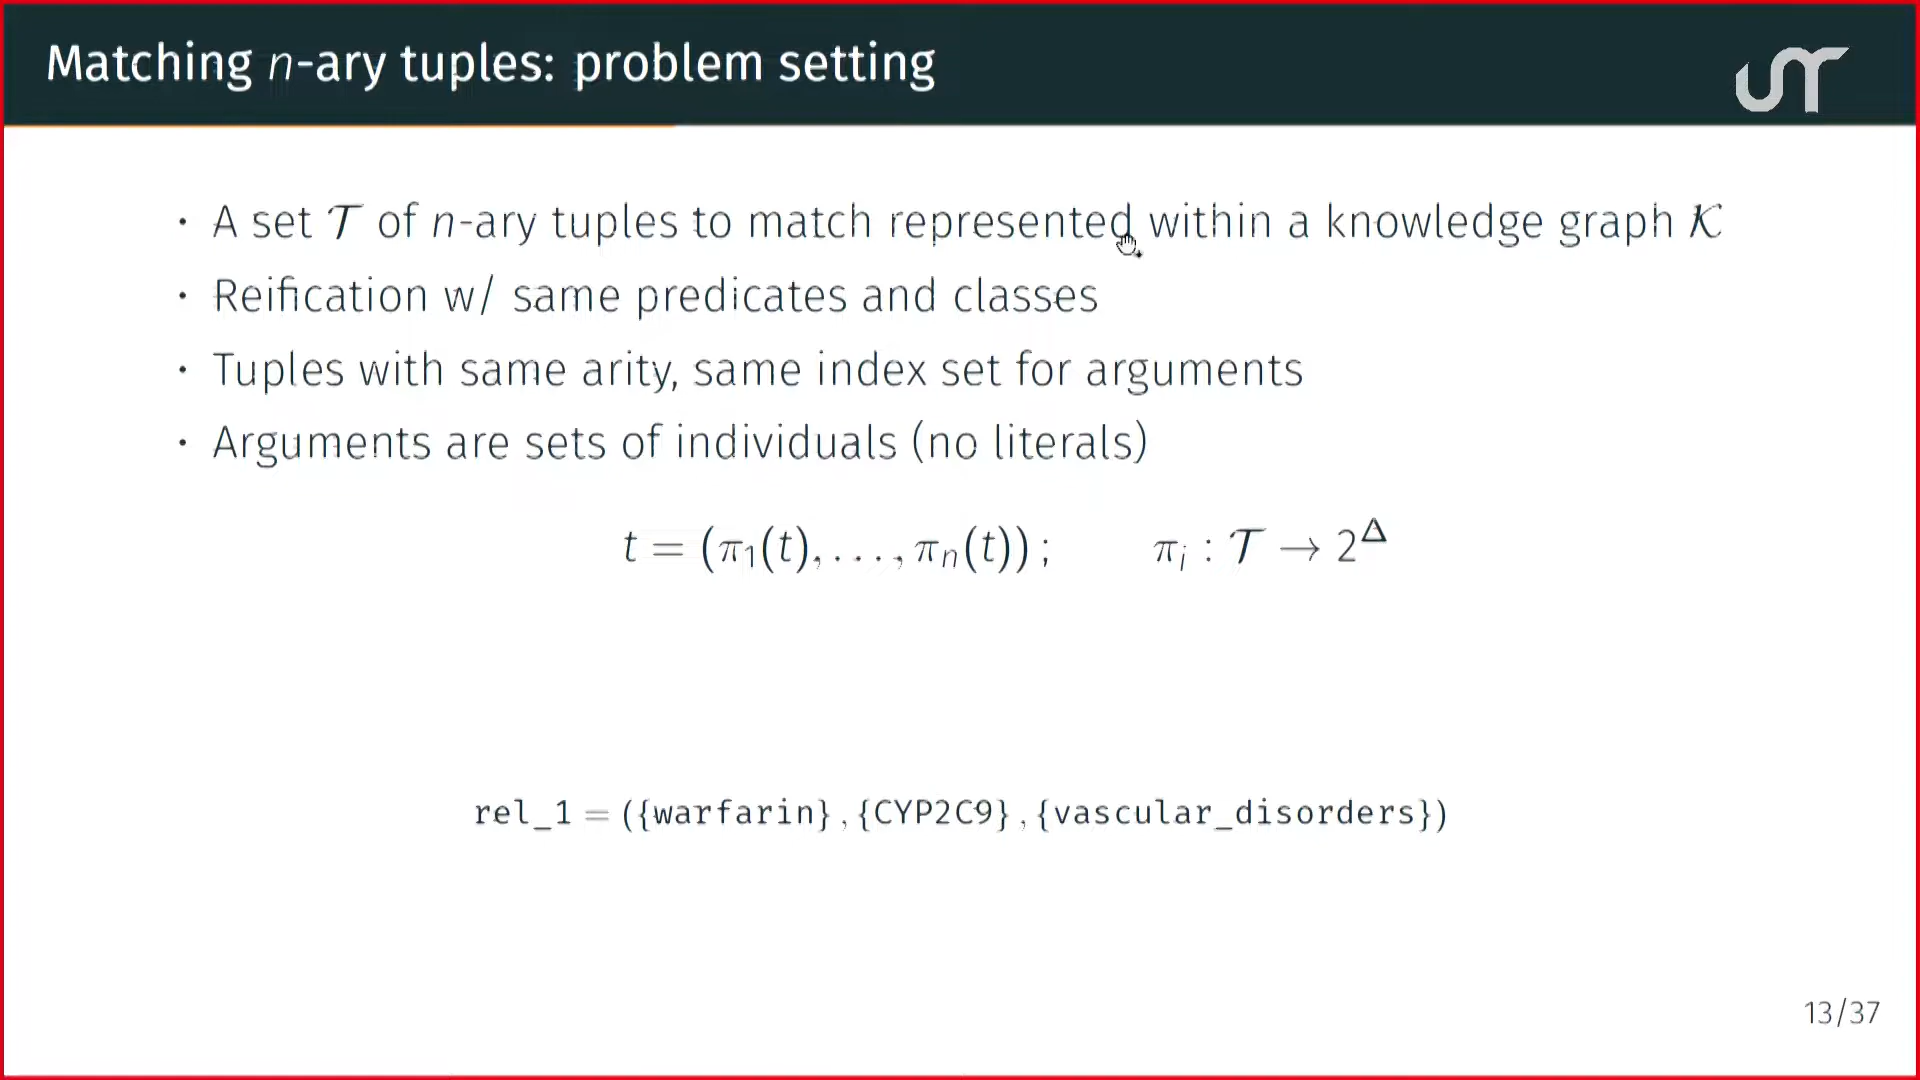 Matching n-ary tuples: problem setting
• A set 𝒯 of n-ary tuples to match represented within a knowledge graph 𝒦
• Reification w/ same predicates and classes
• Tuples with same arity, same index set for arguments
• Arguments are sets of individuals (no literals)
t = (π₁(t), . . . , πₙ(t)) ; πᵢ : 𝒯 → 2^Δ
rel_1 = ({warfarin} , {CYP2C9} , {vascular_disorders})
13/37